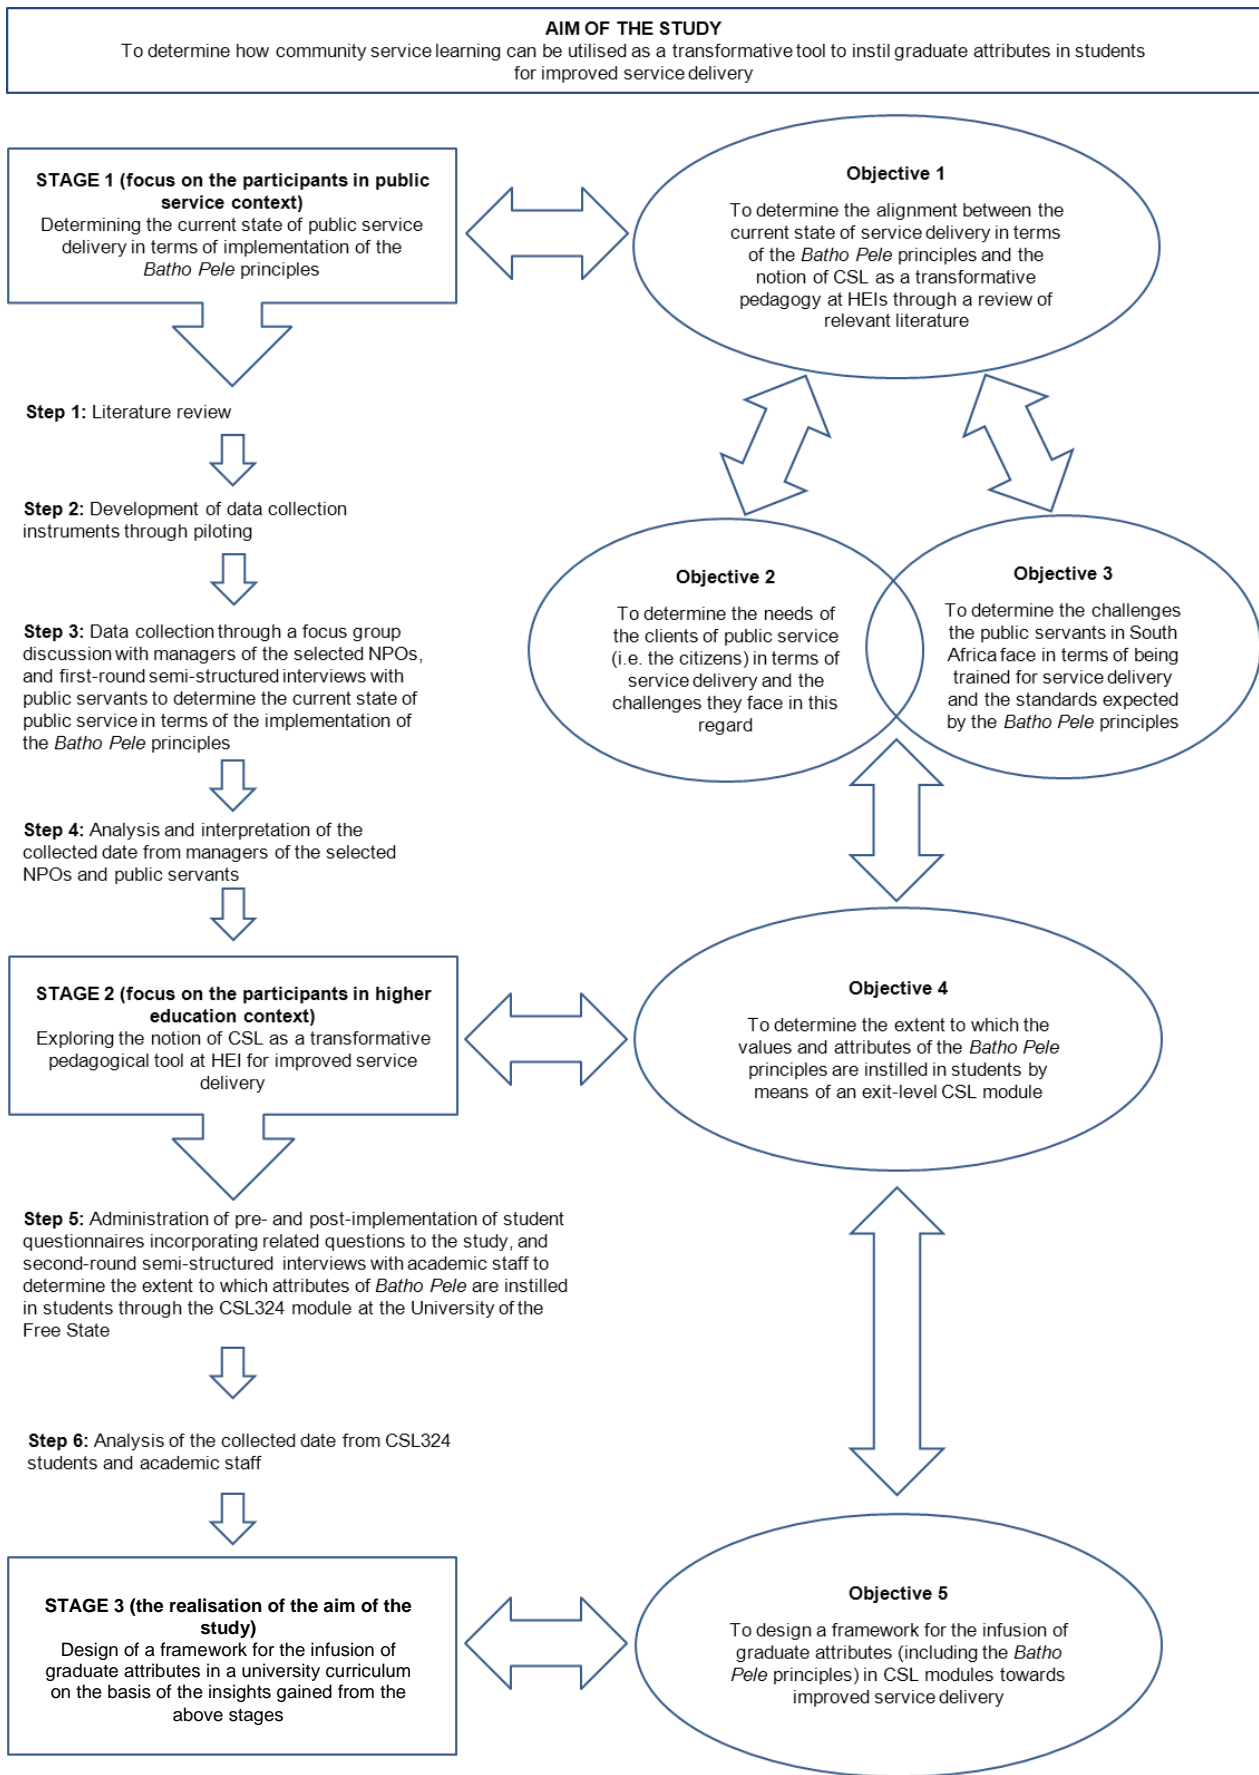 AIM OF THE STUDY
To determine how community service learning can be utilised as a transformative tool to instil graduate attributes in students
for improved service delivery
STAGE 1 (focus on the participants in public
service context)
Determining the current state of public service
delivery in terms of implementation of the
Batho Pele principles
Objective 1
To determine the alignment between the
current state of service delivery in terms
of the Batho Pele principles and the
notion of CSL as a transformative
pedagogy at HEIs through a review of
relevant literature
Step 1: Literature review
Step 2: Development of data collection
instruments through piloting
Step 3: Data collection through a focus group
discussion with managers of the selected NPOs,
and first-round semi-structured interviews with
public servants to determine the current state of
public service in terms of the implementation of
the Batho Pele principles
Step 4: Analysis and interpretation of the
collected date from managers of the selected
NPOs and public servants
Objective 2
To determine the needs of
the clients of public service
(i.e. the citizens) in terms of
service delivery and the
challenges they face in this
regard
Objective 3
To determine the challenges
the public servants in South
Africa face in terms of being
trained for service delivery
and the standards expected
by the Batho Pele principles
STAGE 2 (focus on the participants in higher
education context)
Exploring the notion of CSL as a transformative
pedagogical tool at HEI for improved service
delivery
Objective 4
To determine the extent to which the
values and attributes of the Batho Pele
principles are instilled in students by
means of an exit-level CSL module
Step 5: Administration of pre- and post-implementation of student
questionnaires incorporating related questions to the study, and
second-round semi-structured interviews with academic staff to
determine the extent to which attributes of Batho Pele are instilled
in students through the CSL324 module at the University of the
Free State
Step 6: Analysis of the collected date from CSL324
students and academic staff
STAGE 3 (the realisation of the aim of the
study)
Design of a framework for the infusion of
graduate attributes in a university curriculum
on the basis of the insights gained from the
above stages
Objective 5
To design a framework for the infusion of
graduate attributes (including the Batho
Pele principles) in CSL modules towards
improved service delivery